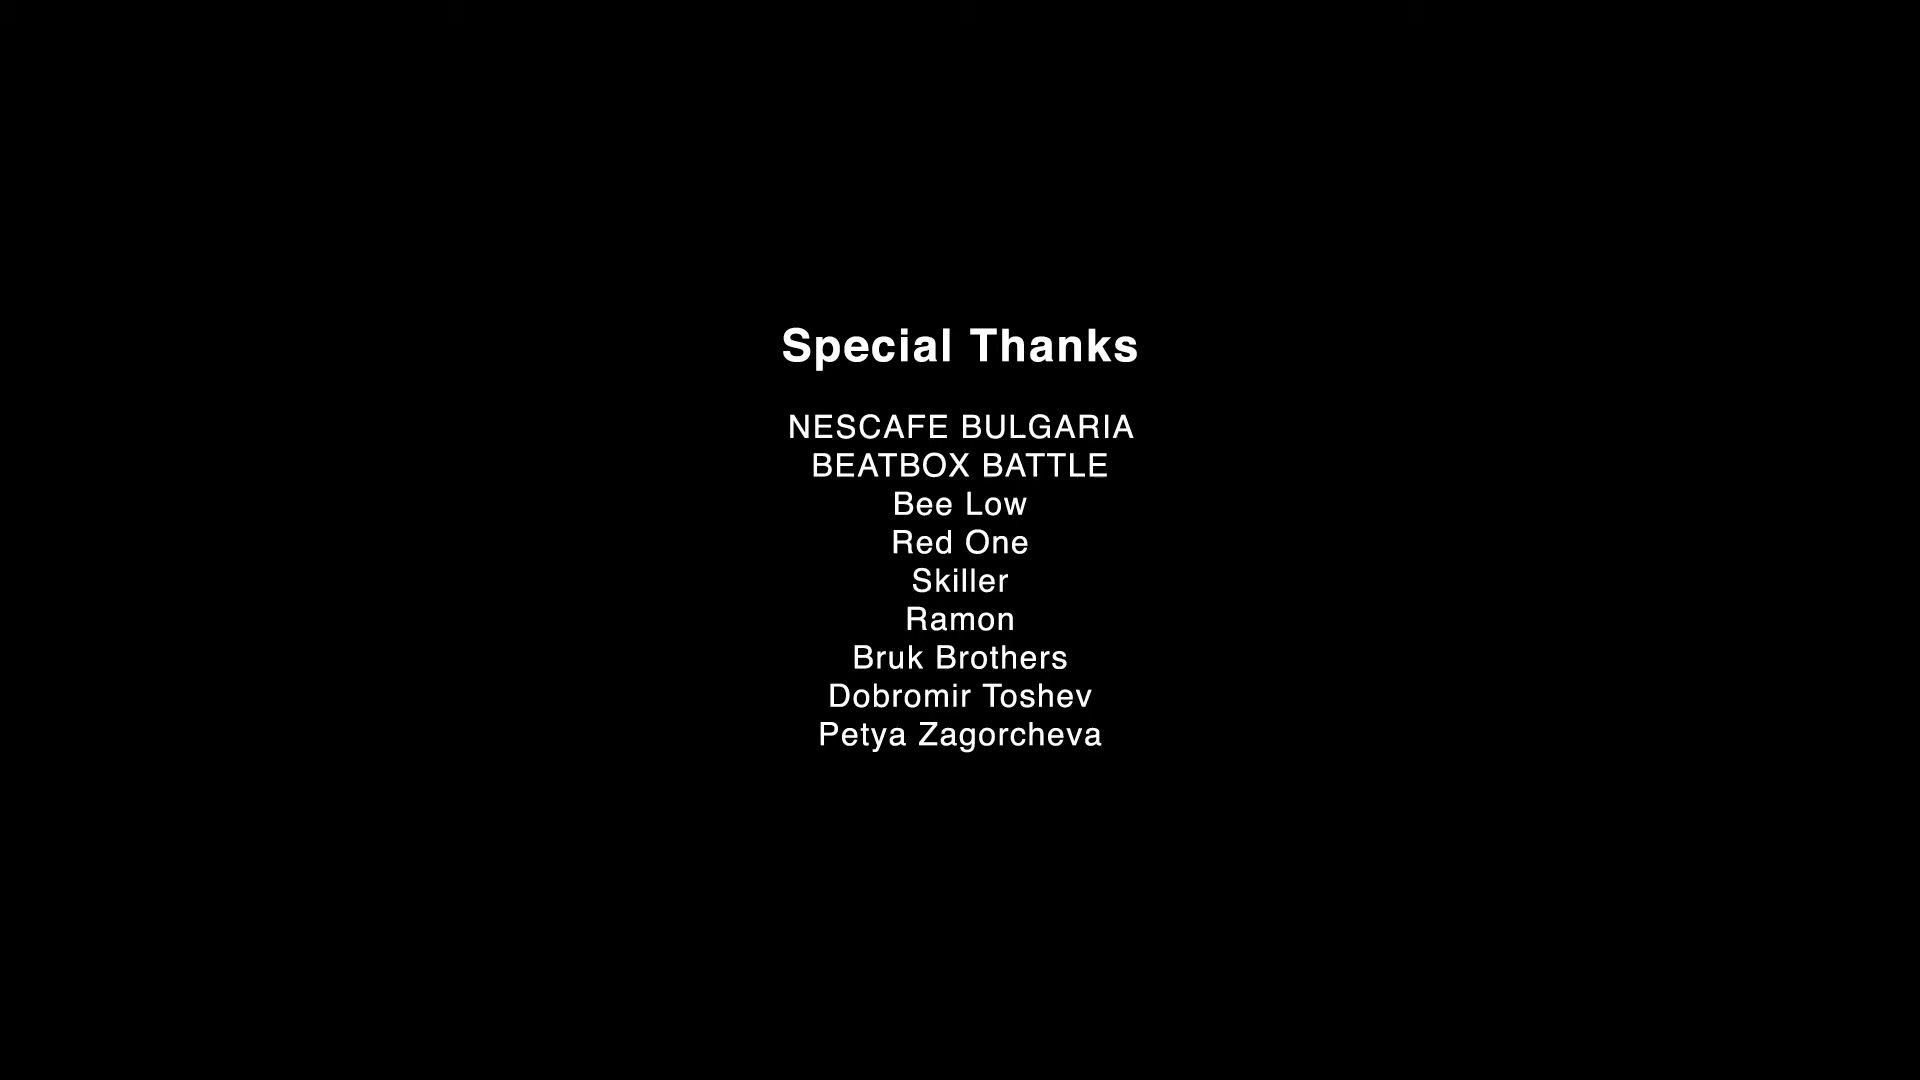 Special Thanks
NESCAFE BULGARIA
BEATBOX BATTLE
Bee Low
Red One
Skiller
Ramon
Bruk Brothers
Dobromir Toshev
Petya Zagorcheva